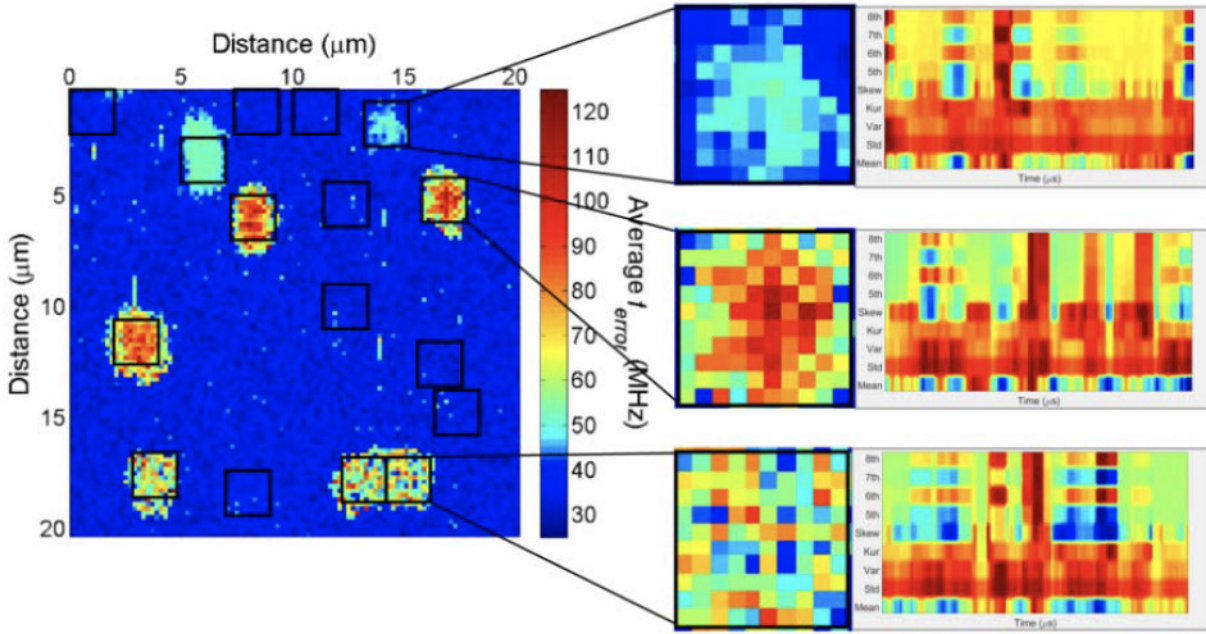 Distance (μm)
0 5 10 15 20
Distance (μm)
5
10
15
20
120
110
100
90
80
70
60
50
40
30
Average f error (MHz)
8th
7th
6th
5th
Skew
Kur
Var
Std
Mean
Time (μs)
8th
7th
6th
5th
Skew
Kur
Var
Std
Mean
Time (μs)
8th
7th
6th
5th
Skew
Kur
Var
Std
Mean
Time (μs)